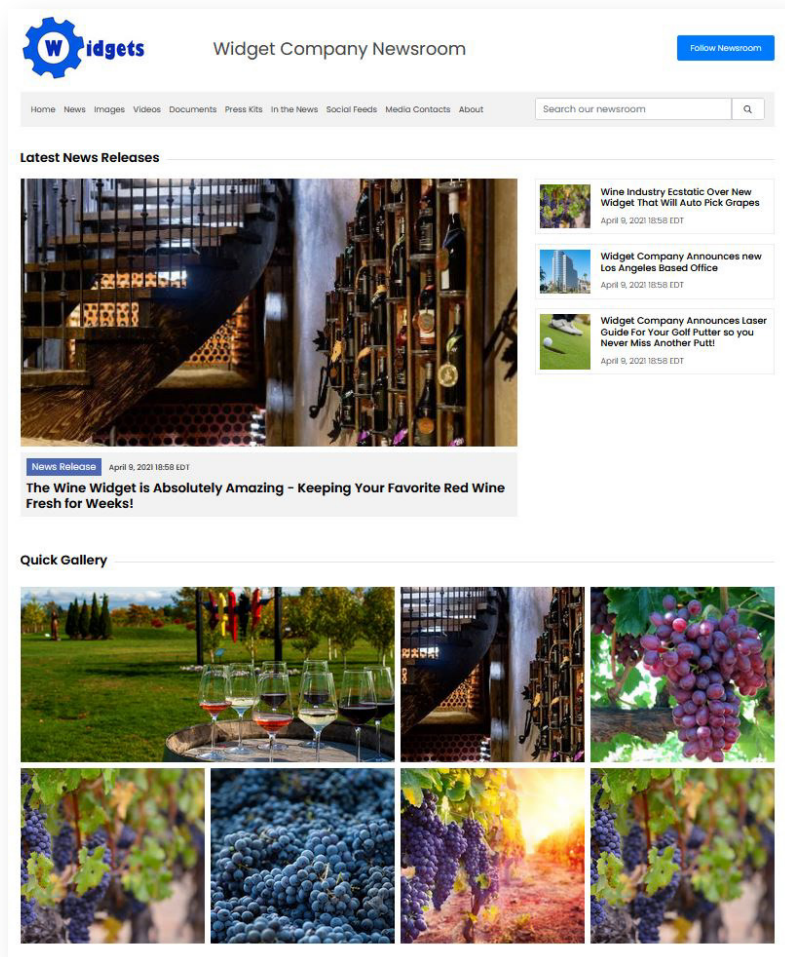 Widgets
Widget Company Newsroom
Follow Newsroom
Home News Images Videos Documents Press Kits In the News Social Feeds Media Contacts About
Search our newsroom
Latest News Releases
News Release April 9, 2021 18:58 EDT
The Wine Widget is Absolutely Amazing - Keeping Your Favorite Red Wine
Fresh for Weeks!
Wine Industry Ecstatic Over New
Widget That Will Auto Pick Grapes
April 9, 2021 18:58 EDT
Widget Company Announces new
Los Angeles Based Office
April 9, 2021 18:58 EDT
Widget Company Announces Laser
Guide For Your Golf Putter so you
Never Miss Another Putt!
April 9, 2021 18:58 EDT
Quick Gallery